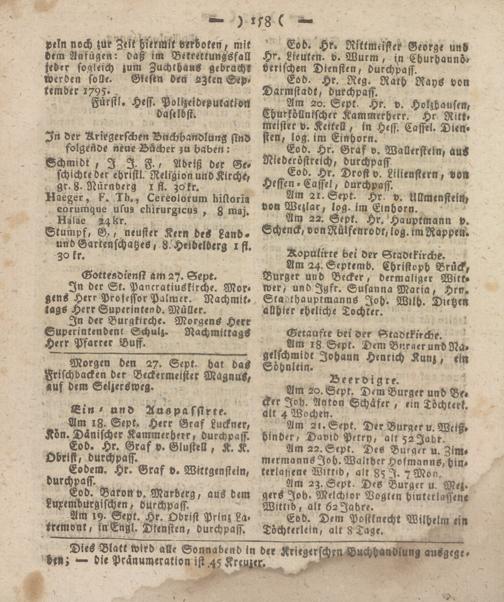 — ) 158 ( —
peln noch zur Zeit hiermit verboten, mit
dem Anfügen: daß im Betrettungsfall
jeder sogleich zum Zuchthaus gebracht
werden solle. Giesen den 23ten Sep-
tember 1795.
Fürstl. Hess. Polizeideputation
daselbst.
In der Kriegerschen Buchhandlung sind
folgende neue Bücher zu haben:
Schmidt, J. J. F., Abriß der Ge-
schichte der christl. Religion und Kirche,
gr. 8. Nürnberg 1 fl. 30 kr.
Haeger, F. Th., Cereolorum historia
eorumque usus chirurgicus, 8 maj.
Halae 24 kr.
Stumpf, G., neuster Kern des Land-
und Gartenschatzes, 8. Heidelberg 1 fl.
30 kr.
Gottesdienst am 27. Sept.
In der St. Pancratiuskirche. Mor-
gens Herr Professor Palmer. Nachmit-
tags Herr Superintend. Müller.
In der Burgkirche. Morgens Herr
Superintendent Schulz. Nachmittags
Herr Pfarrer Buff.
Morgen den 27. Sept. hat das
Frischbacken der Beckermeister Magnus,
auf dem Selzersweg.
Ein- und Auspassirte.
Am 18. Sept. Herr Graf Luckner,
Kön. Dänischer Kammerherr, durchpass.
Eod. Hr. Graf v. Glustell, K. K.
Obrist, durchpass.
Eodem. Hr. Graf v. Wittgenstein,
durchpass.
Eod. Baron v. Marberg, aus dem
Luxemburgischen, durchpass.
Am 19. Sept. Hr. Obrist Prinz La-
tremont, in Engl. Diensten, durchpass.
Eod. Hr. Rittmeister George und
Hr. Lieuten. v. Wurm, in Churhannö-
verischen Diensten, durchpass.
Eod. Hr. Reg. Rath Rays von
Darmstadt, durchpass.
Am 20. Sept. Hr. v. Holzhausen,
Churköllnischer Kammerherr. Hr. Ritt-
meister v. Keitell, in Hess. Cassel. Dien-
sten, log. im Einhorn.
Eod. Hr. Graf v. Wallerstein, aus
Niederöstreich, durchpass
Eod. Hr. Drost v. Lilienstern, von
Hessen-Cassel, durchpass.
Am 21. Sept. Hr. v. Ullmenstein,
von Wezlar, log. im Einhorn.
Am 22. Sept. Hr. Hauptmann v.
Schenck, von Rülfenrodt, log. im Rappen.
Kopulirte bei der Stadtkirche.
Am 24. Septemb. Christoph Brück,
Burger und Becker, dermaliger Witt-
wer, und Jgfr. Susanna Maria, Hrn.
Stadthauptmanns Joh. Wilh. Dietzen
allhier eheliche Tochter.
Getaufte bei der Stadtkirche.
Am 18. Sept. Dem Burger und Na-
gelschmidt Johann Henrich Kunz, ein
Söhnlein.
Beerdigte.
Am 20. Sept. Dem Burger und Be-
cker Joh. Anton Schäfer, ein Töchterl.
alt 4 Wochen.
Am 21. Sept. Der Burger u. Weiß-
binder, David Petry, alt 52 Jahr.
Am 22. Sept. Des Burger u. Zim-
mermanns Joh. Walther Hofmanns, hin-
terlassene Wittib, alt 85 J. 7 Mon.
Am 23. Sept. Des Burger u. Mez-
gers Joh. Melchior Vogten hinterlassene
Wittib, alt 62 Jahre.
Eod. Dem Postknecht Wilhelm ein
Töchterlein, alt 8 Tage.
Dies Blatt wird alle Sonnabend in der Kriegerschen Buchhandlung ausgege-
ben; — die Pränumeration ist 45 Kreuzer.